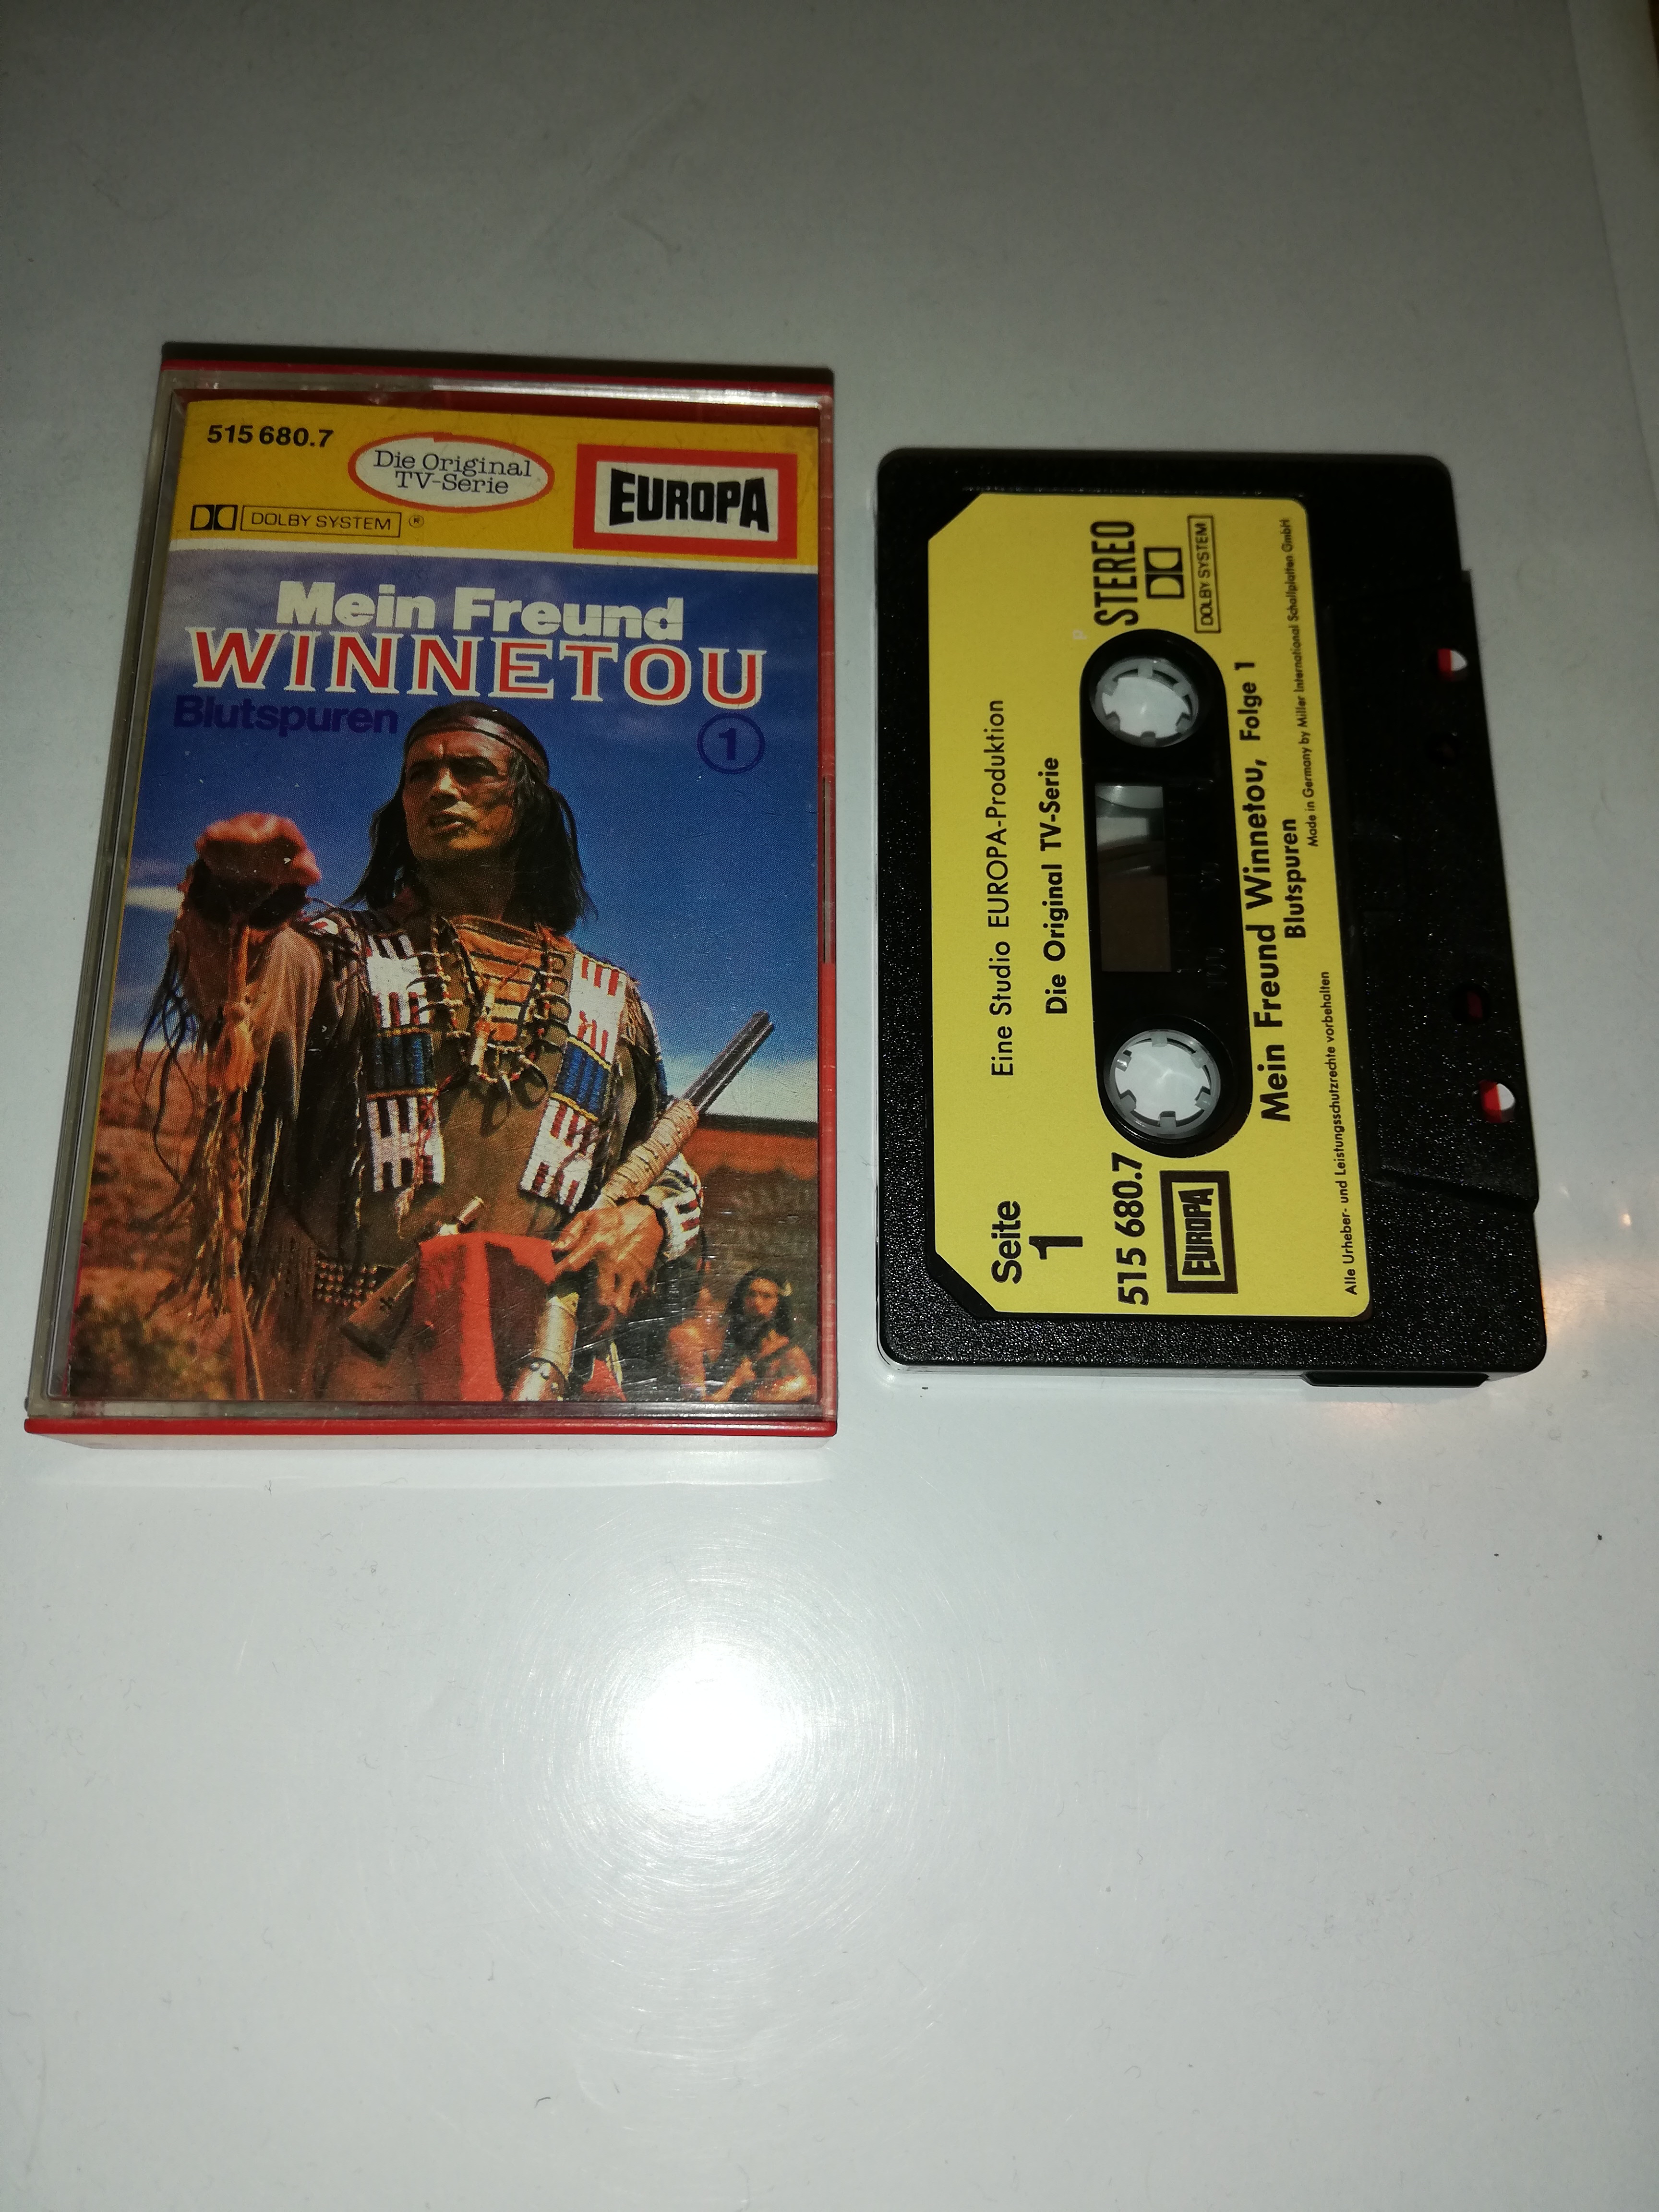 515 680.7
Die Original
TV-Serie
EUROPA
DOLBY SYSTEM ®
Mein Freund
WINNETOU
Blutspuren
1
Seite
1
515 680.7
EUROPA
Eine Studio EUROPA-Produktion
Die Original TV-Serie
STEREO
DOLBY SYSTEM
Mein Freund Winnetou, Folge 1
Blutspuren
Made in Germany by Miller International Schallplatten GmbH
Alle Urheber- und Leistungsschutzrechte vorbehalten